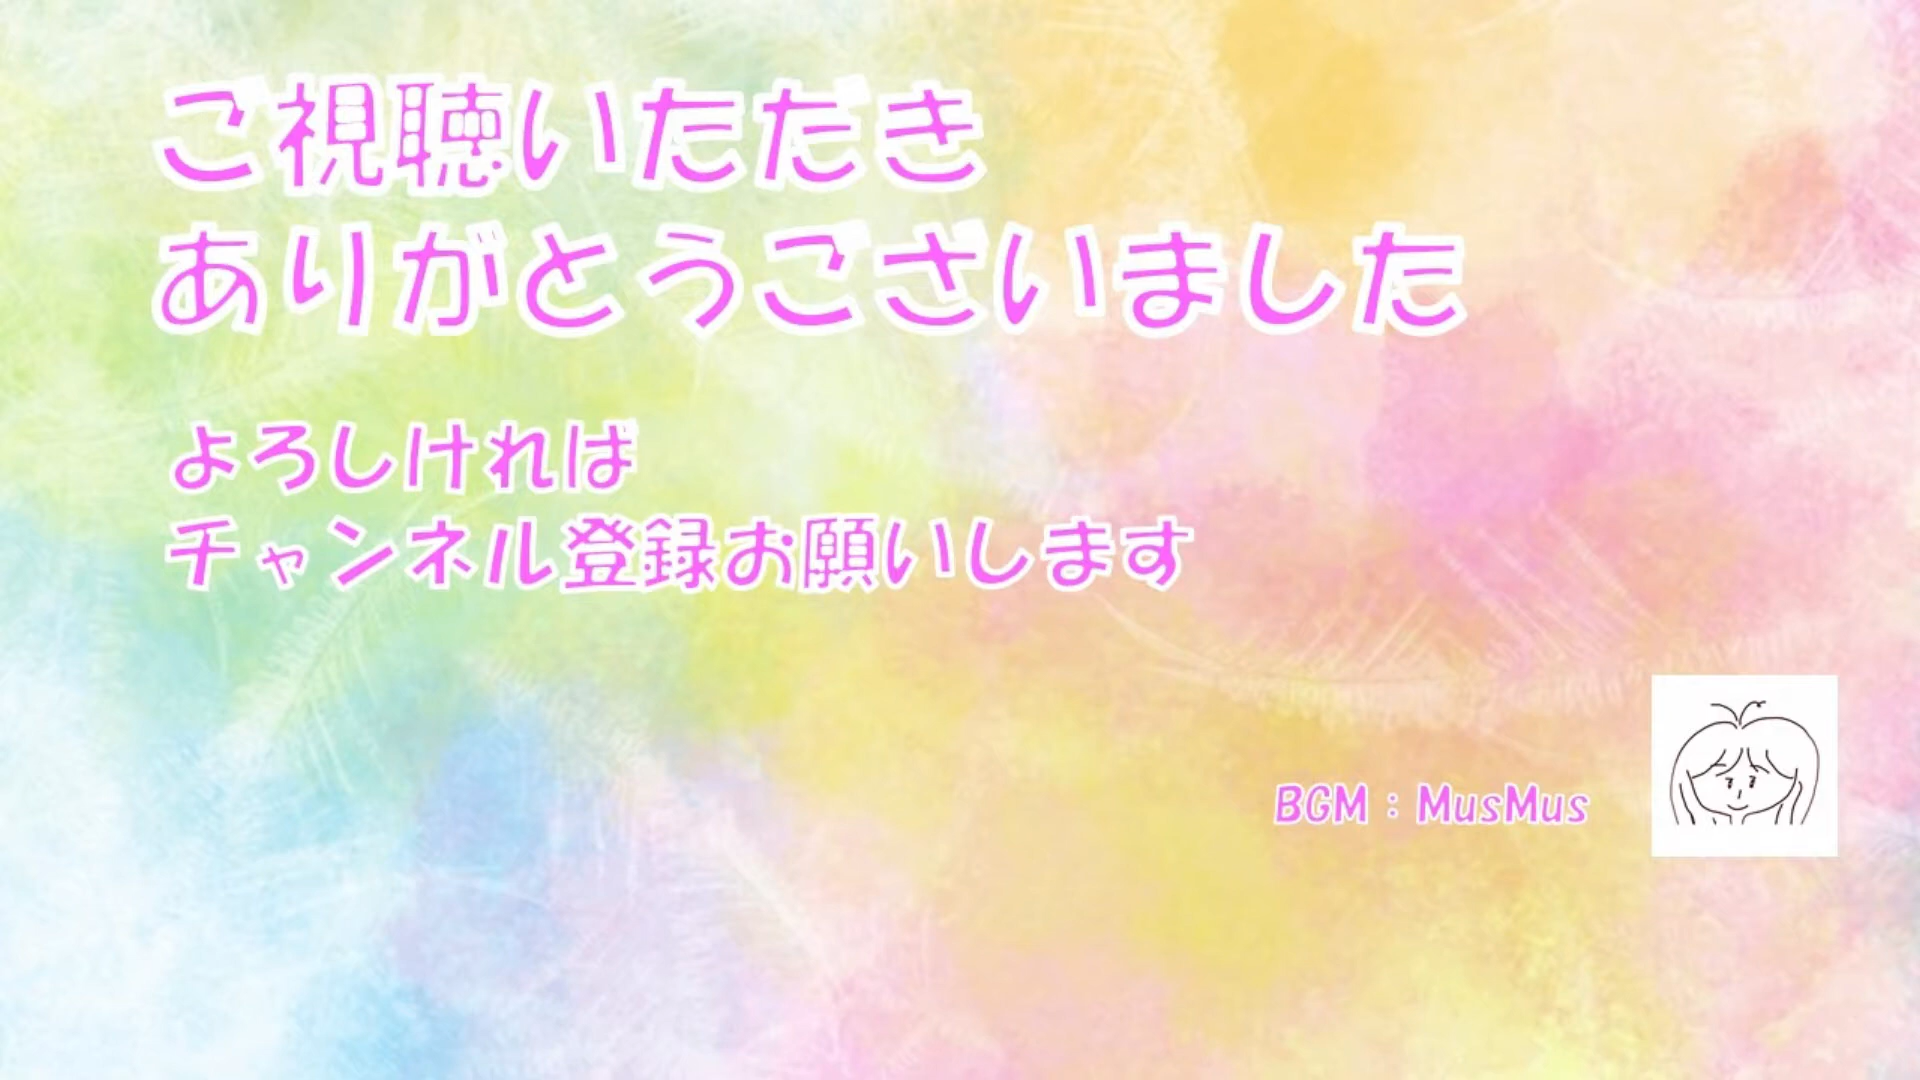 ご視聴いただき
ありがとうございました
よろしければ
チャンネル登録お願いします
BGM：MusMus